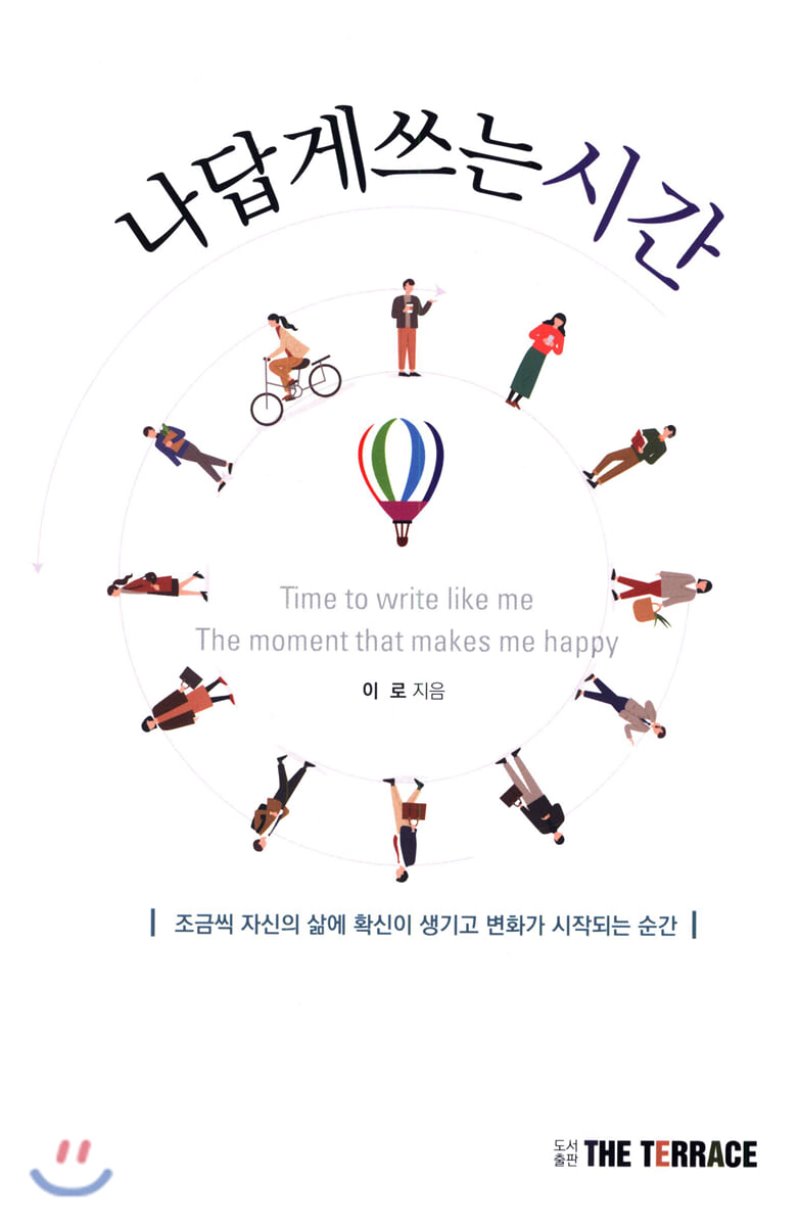 나답게쓰는시간
Time to write like me
The moment that makes me happy
이 로 지음
조금씩 자신의 삶에 확신이 생기고 변화가 시작되는 순간
도서출판 THE TERRACE